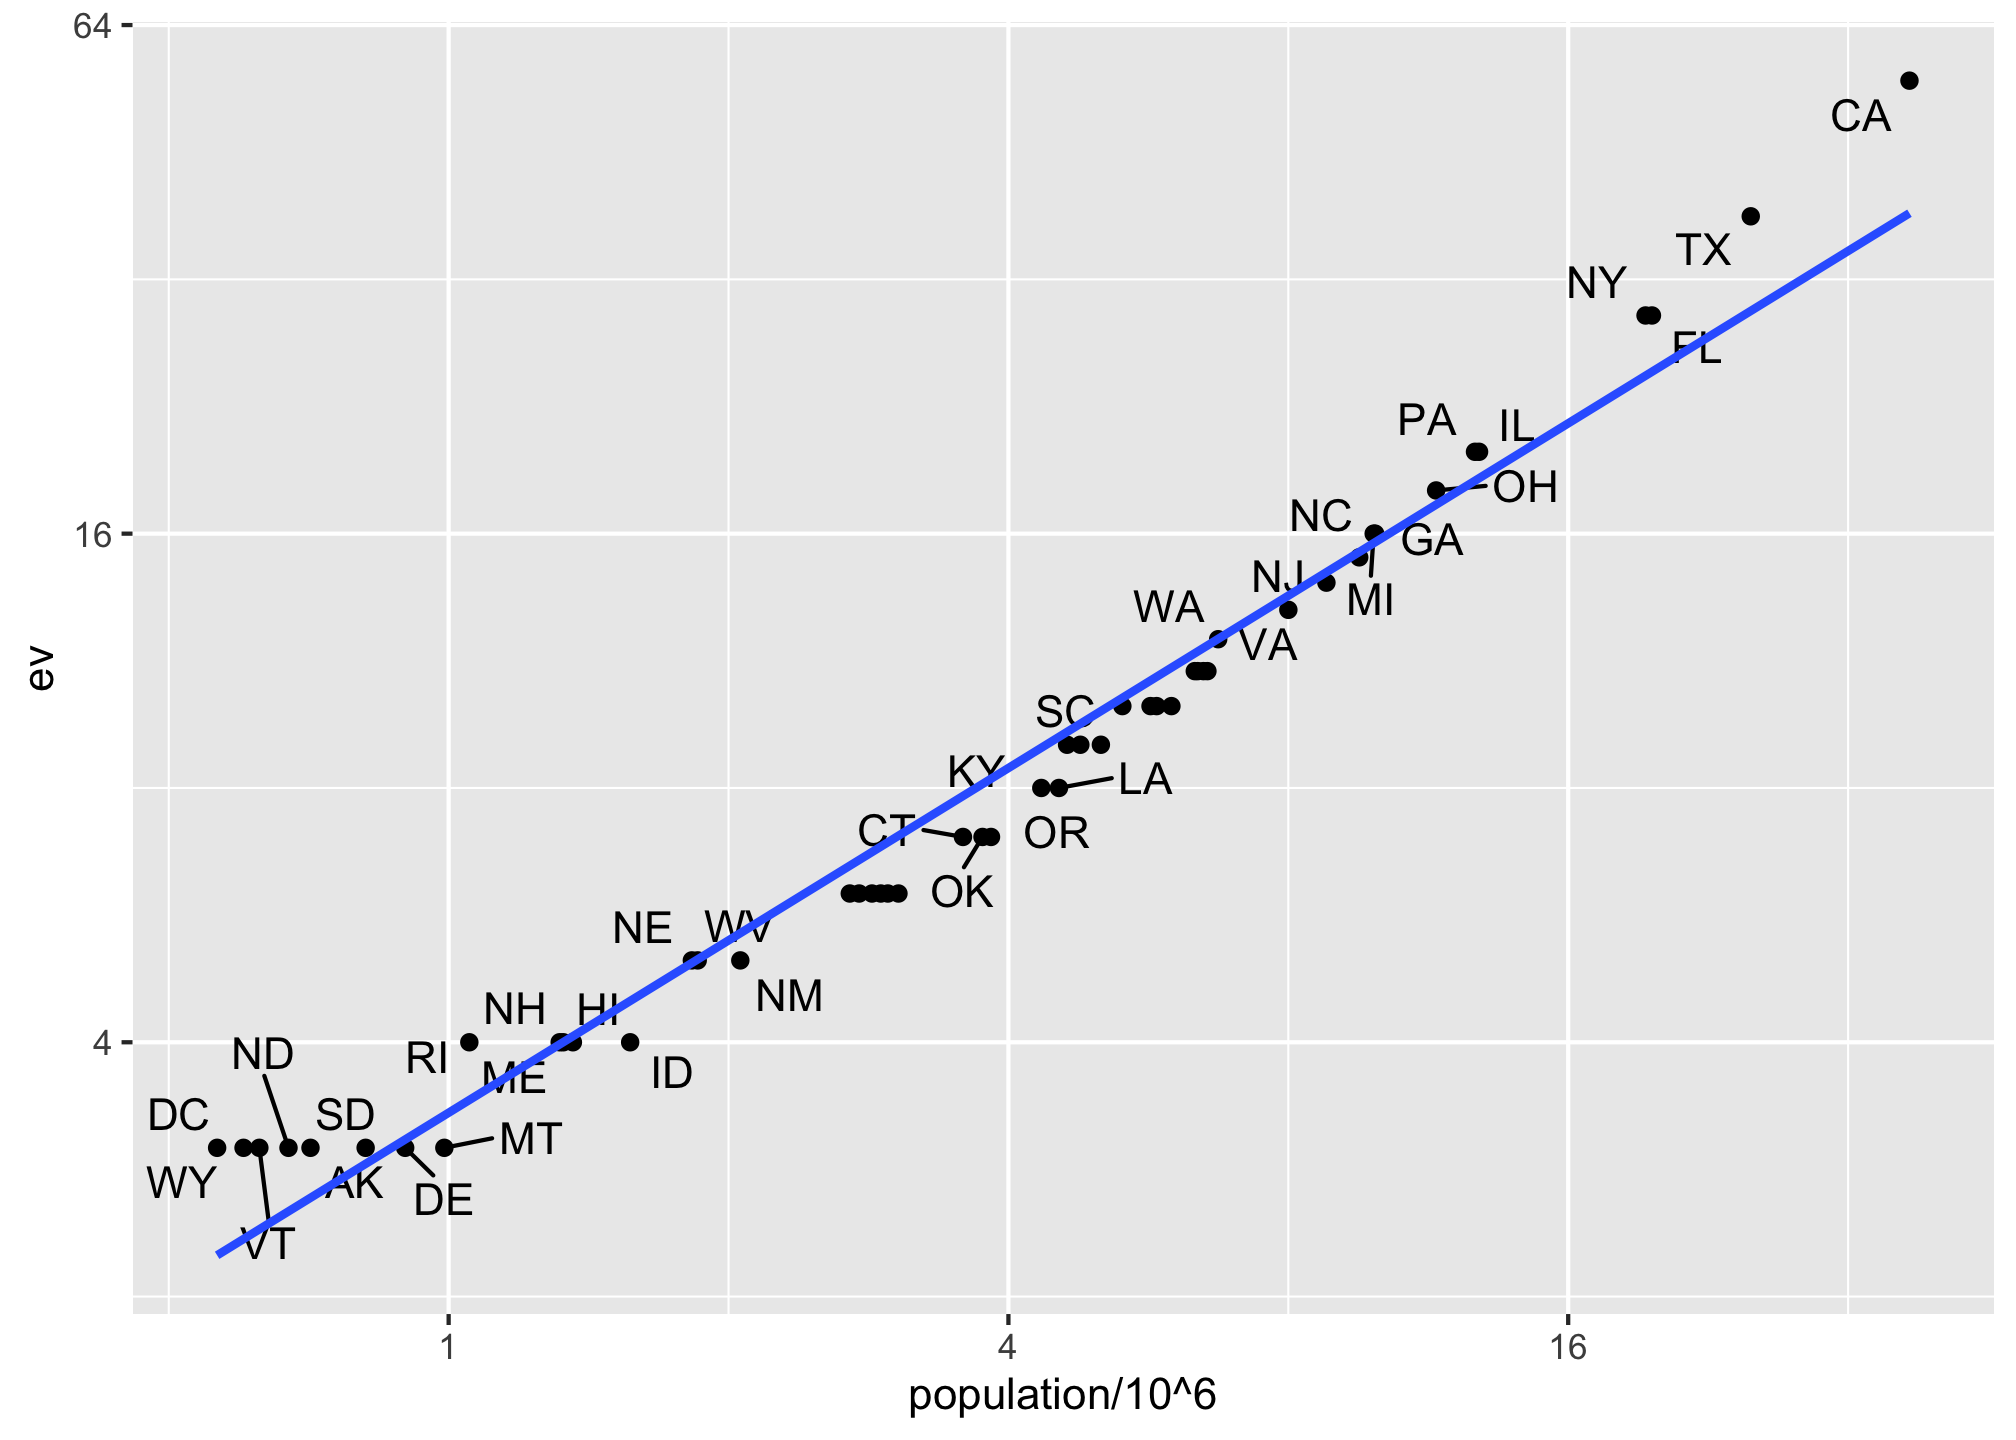 64
CA
TX
NY
FL
PA
IL
OH
NC
16
GA
NJ
MI
WA
VA
SC
KY
LA
CT
OR
OK
NE
WV
NM
NH
HI
4
ND
RI
ME
ID
DC
SD
MT
WY
AK
DE
VT
ev
1
4
16
population/10^6